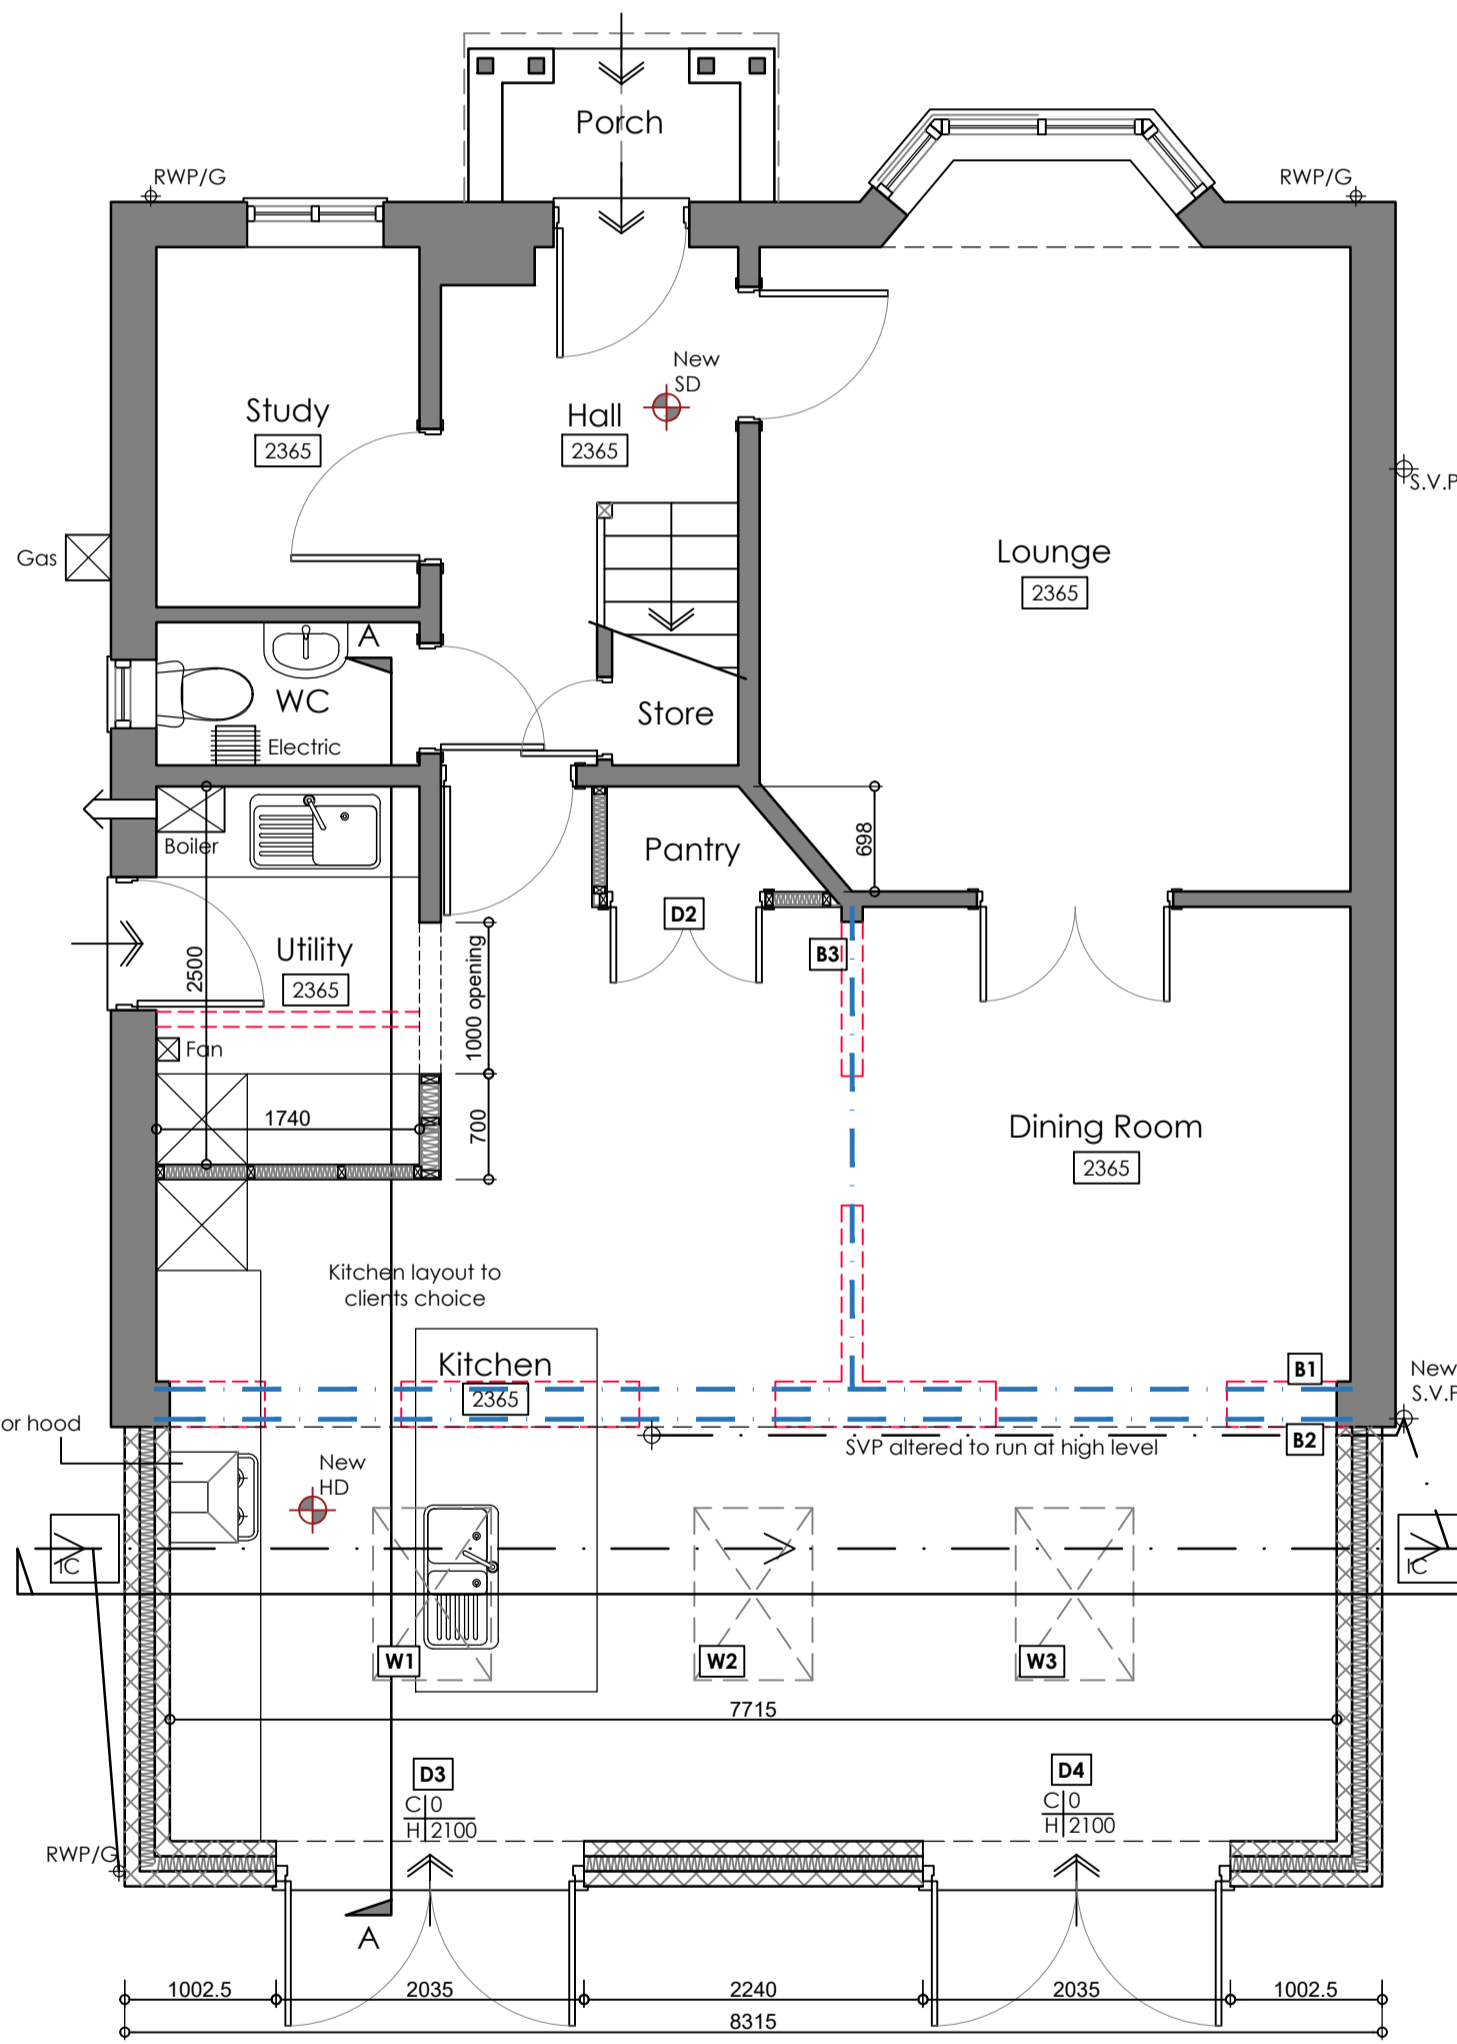 Porch
RWP/G
RWP/G
New
SD
Study
2365
Hall
2365
S.V.P
Gas
Lounge
2365
A
WC
Store
Electric
Boiler
Pantry
698
D2
Utility
2365
2500
1000 opening
B3
Fan
1740
700
Dining Room
2365
Kitchen layout to
clients choice
Kitchen
2365
B1
New
S.V.P
or hood
B2
SVP altered to run at high level
New
HD
IC
IC
W1
W2
W3
7715
D3
C 0
H 2100
D4
C 0
H 2100
RWP/G
A
1002.5
2035
2240
2035
1002.5
8315